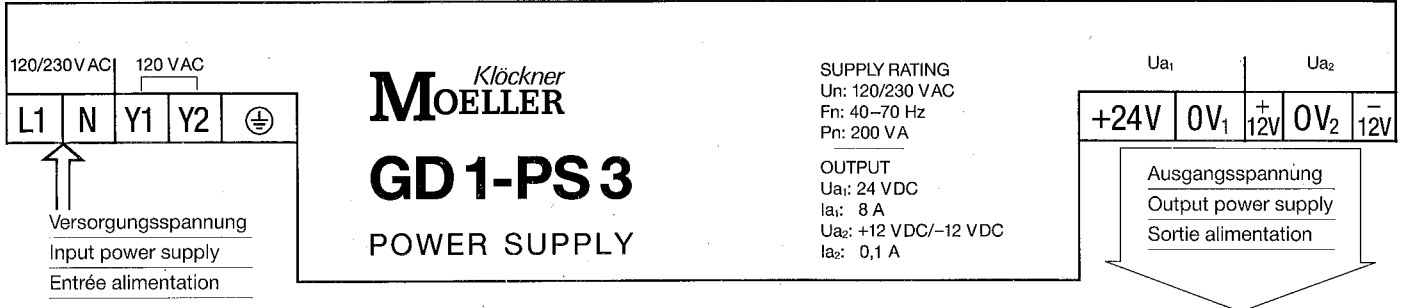 120/230 V AC 120 V AC
L1 N Y1 Y2
Versorgungsspannung
Input power supply
Entrée alimentation
Klöckner
MOELLER
GD 1-PS 3
POWER SUPPLY
SUPPLY RATING
Un: 120/230 VAC
Fn: 40–70 Hz
Pn: 200 VA
OUTPUT
Ua₁: 24 VDC
Ia₁: 8 A
Ua₂: +12 VDC/–12 VDC
Ia₂: 0,1 A
Ua₁ Ua₂
+24V 0V₁ +12V 0V₂ –12V
Ausgangsspannung
Output power supply
Sortie alimentation